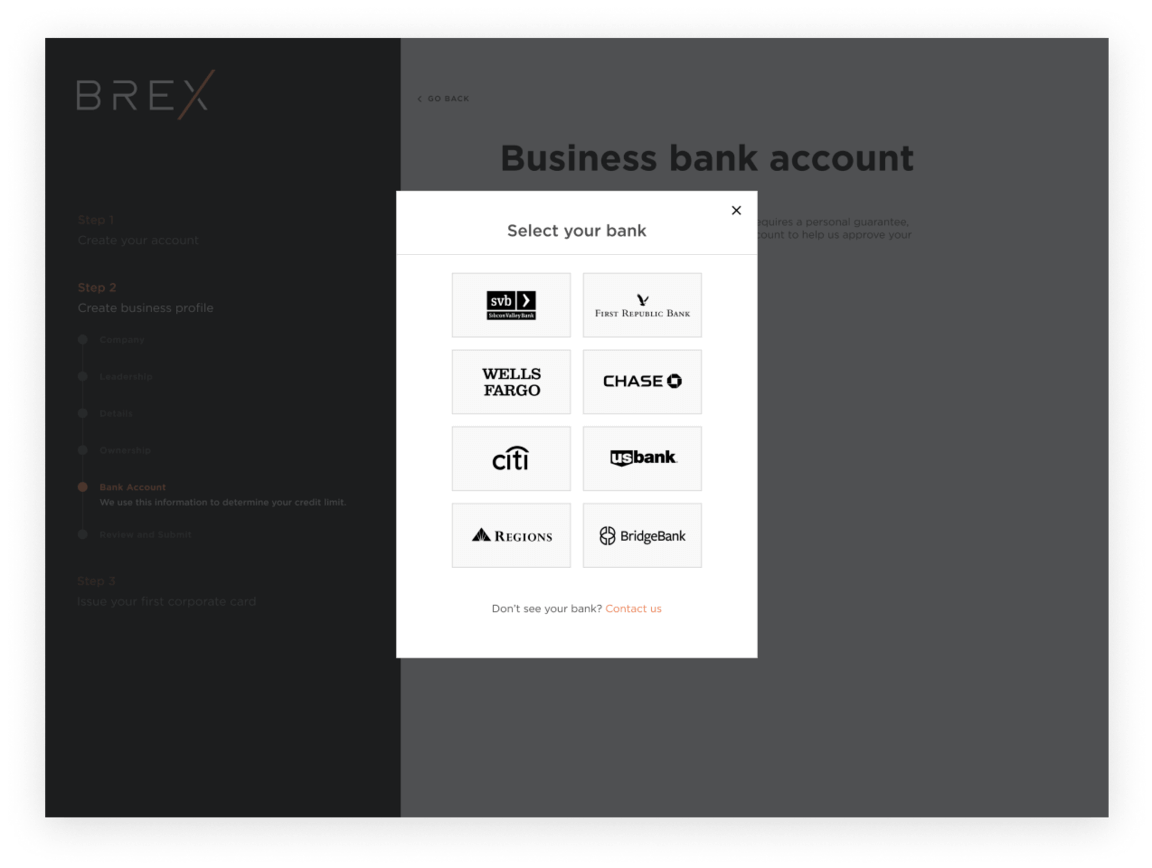 BREX
GO BACK
Business bank account
equires a personal guarantee,
count to help us approve your
Step 1
Create your account
Step 2
Create business profile
Company
Leadership
Details
Ownership
Bank Account
We use this information to determine your credit limit.
Review and Submit
Step 3
Issue your first corporate card
Select your bank
svb
Silicon Valley Bank
FIRST REPUBLIC BANK
WELLS
FARGO
CHASE
citi
usbank.
REGIONS
BridgeBank
Don't see your bank? Contact us